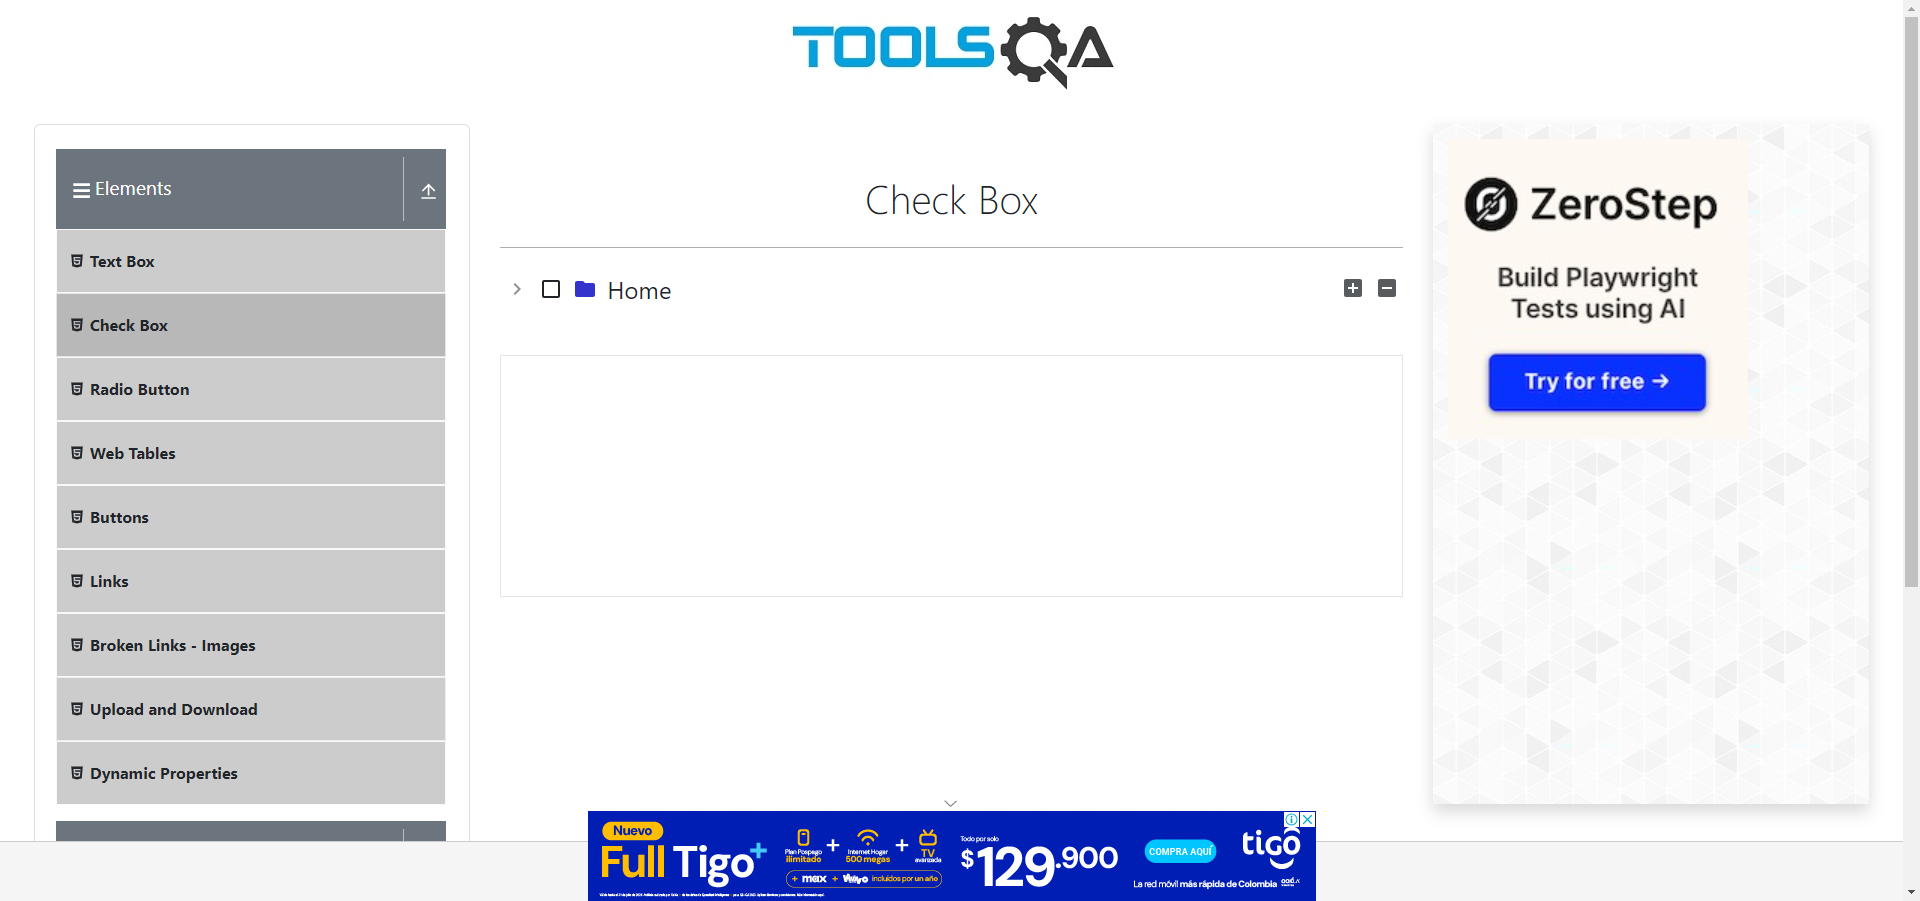 TOOLSQA
Elements
Text Box
Check Box
Radio Button
Web Tables
Buttons
Links
Broken Links - Images
Upload and Download
Dynamic Properties
Check Box
Home
ZeroStep
Build Playwright
Tests using AI
Try for free →
Nuevo
Full Tigo+
Plan Pospago
ilimitado
+
Internet Hogar
500 megas
+
TV
avanzada
+ max + incluidos por un año
Todo por solo
$129.900
COMPRA AQUÍ
tigo
La red móvil más rápida de Colombia